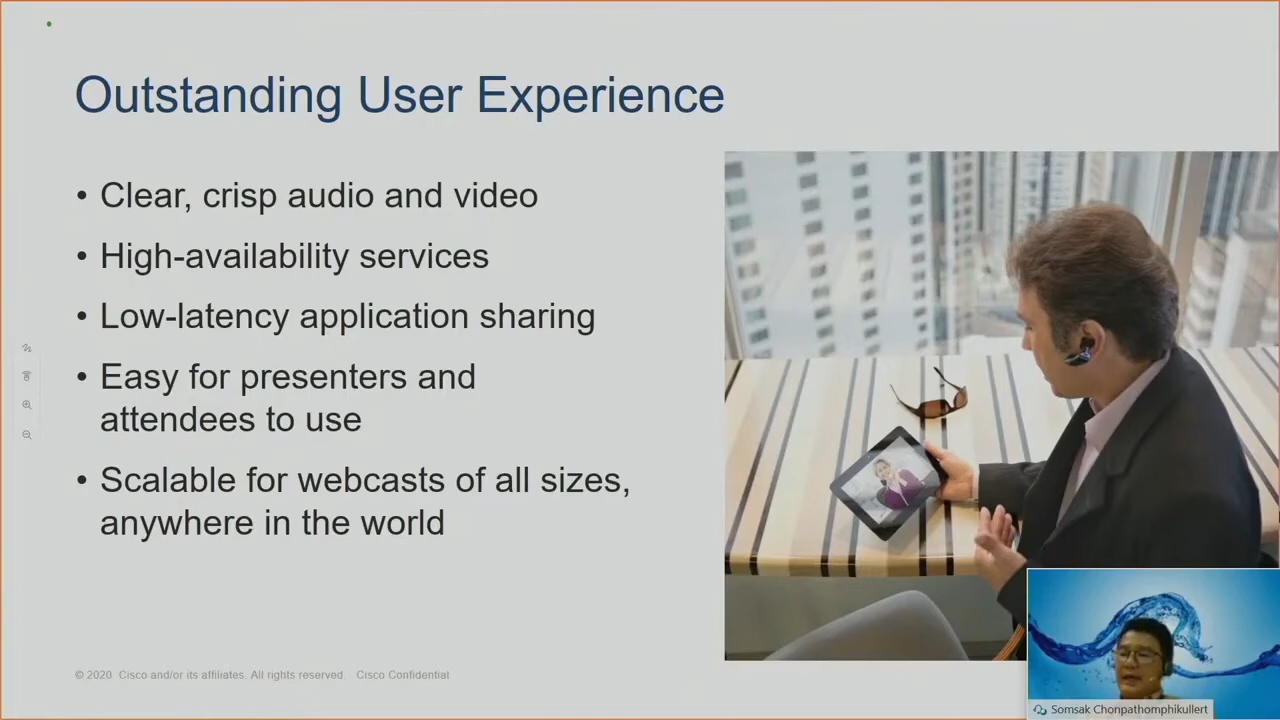 Outstanding User Experience
• Clear, crisp audio and video
• High-availability services
• Low-latency application sharing
• Easy for presenters and
attendees to use
• Scalable for webcasts of all sizes,
anywhere in the world
© 2020 Cisco and/or its affiliates. All rights reserved. Cisco Confidential
Somsak Chonpathomphikullert